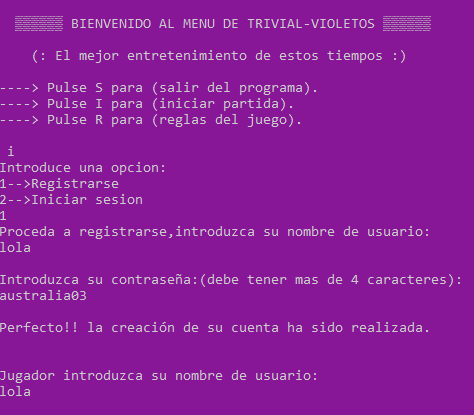 ▒▒▒▒▒▒ BIENVENIDO AL MENU DE TRIVIAL-VIOLETOS ▒▒▒▒▒▒
(: El mejor entretenimiento de estos tiempos :)
----> Pulse S para (salir del programa).
----> Pulse I para (iniciar partida).
----> Pulse R para (reglas del juego).
i
Introduce una opcion:
1-->Registrarse
2-->Iniciar sesion
1
Proceda a registrarse,introduzca su nombre de usuario:
lola
Introduzca su contraseña:(debe tener mas de 4 caracteres):
australia03
Perfecto!! la creación de su cuenta ha sido realizada.
Jugador introduzca su nombre de usuario:
lola